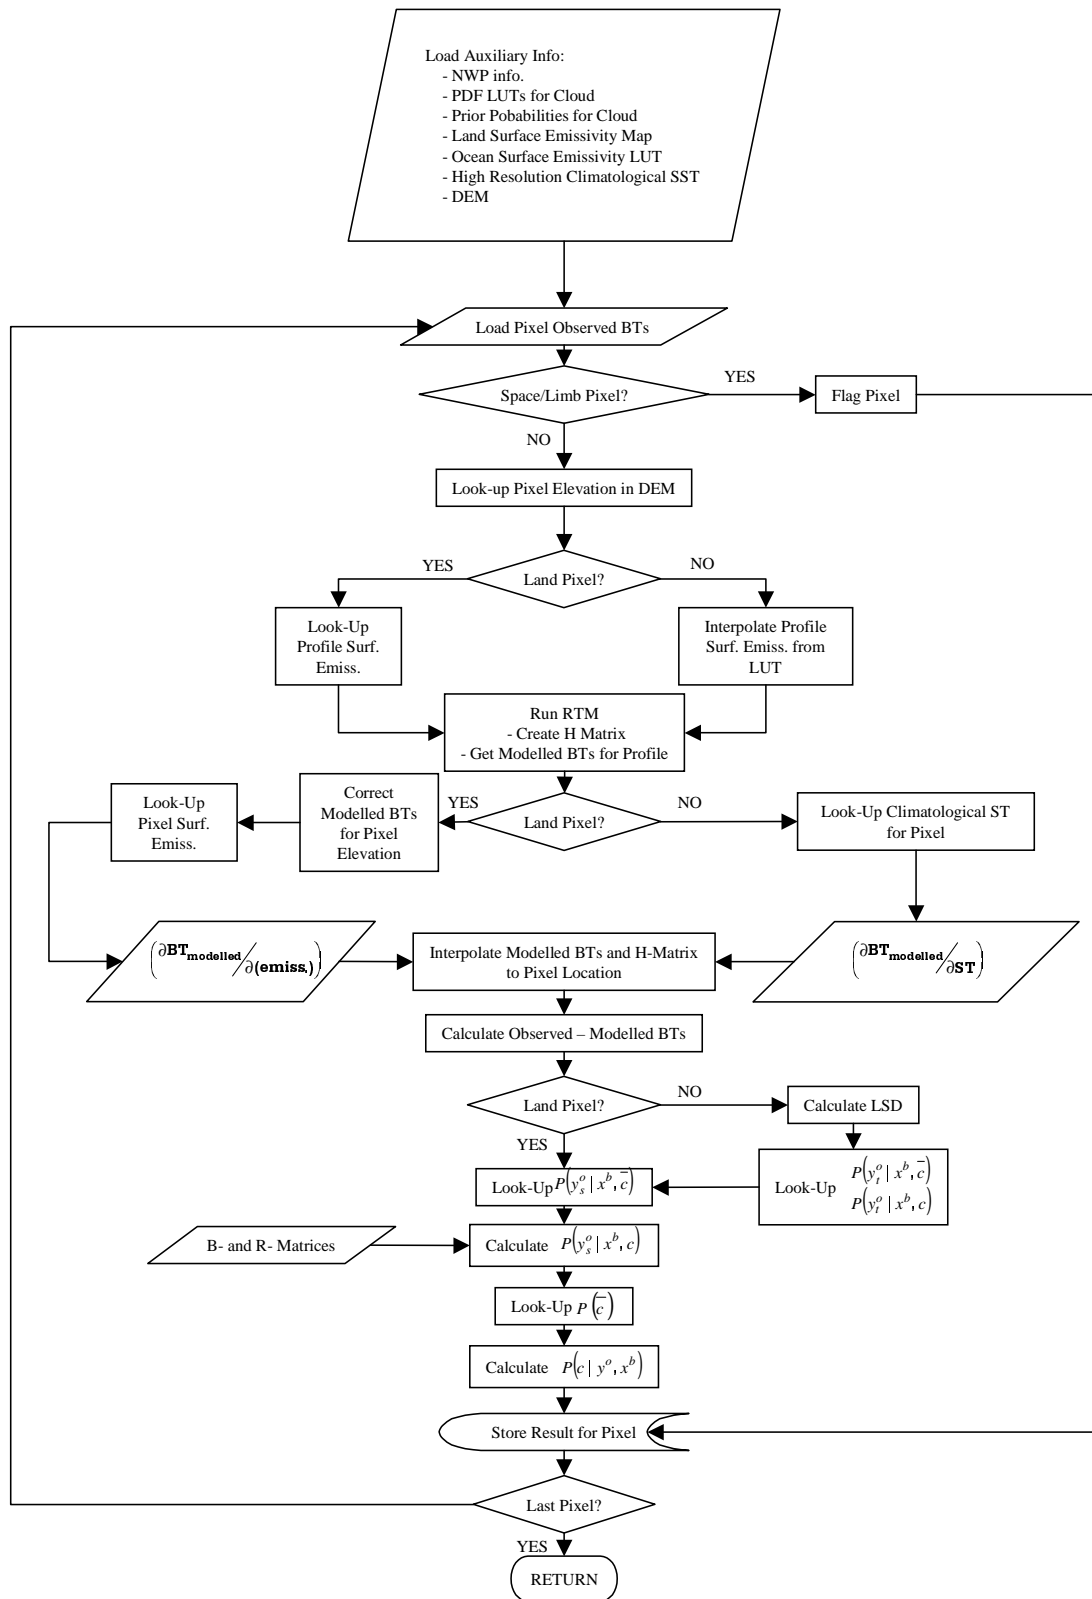 Load Auxiliary Info:
- NWP info.
- PDF LUTs for Cloud
- Prior Pobabilities for Cloud
- Land Surface Emissivity Map
- Ocean Surface Emissivity LUT
- High Resolution Climatological SST
- DEM
Load Pixel Observed BTs
Space/Limb Pixel?
YES
Flag Pixel
NO
Look-up Pixel Elevation in DEM
YES
Land Pixel?
NO
Look-Up
Profile Surf.
Emiss.
Interpolate Profile
Surf. Emiss. from
LUT
Run RTM
- Create H Matrix
- Get Modelled BTs for Profile
Look-Up
Pixel Surf.
Emiss.
Correct
Modelled BTs
for Pixel
Elevation
YES
Land Pixel?
NO
Look-Up Climatological ST
for Pixel
(∂BT_modelled/∂(emiss.))
Interpolate Modelled BTs and H-Matrix
to Pixel Location
(∂BT_modelled/∂ST)
Calculate Observed – Modelled BTs
Land Pixel?
NO
Calculate LSD
YES
Look-Up P(y_s^o | x^b, c̅)
Look-Up P(y_t^o | x^b, c̅)
P(y_t^o | x^b, c)
B- and R- Matrices
Calculate P(y_s^o | x^b, c)
Look-Up P(c̅)
Calculate P(c | y^o, x^b)
Store Result for Pixel
Last Pixel?
YES
RETURN